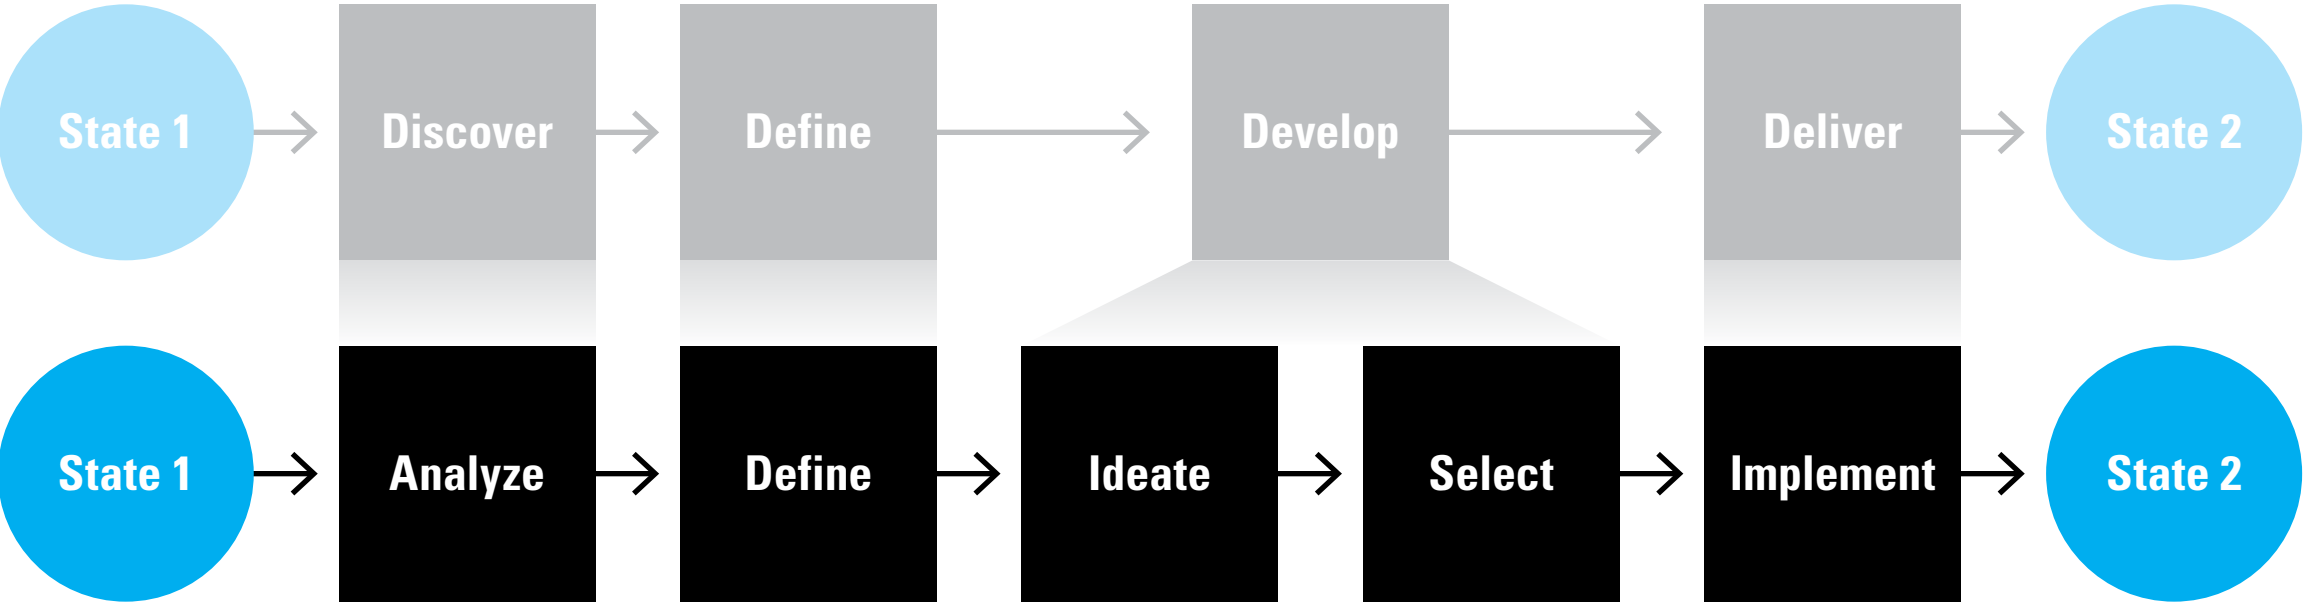 State 1
Discover
Define
Develop
Deliver
State 2
State 1
Analyze
Define
Ideate
Select
Implement
State 2